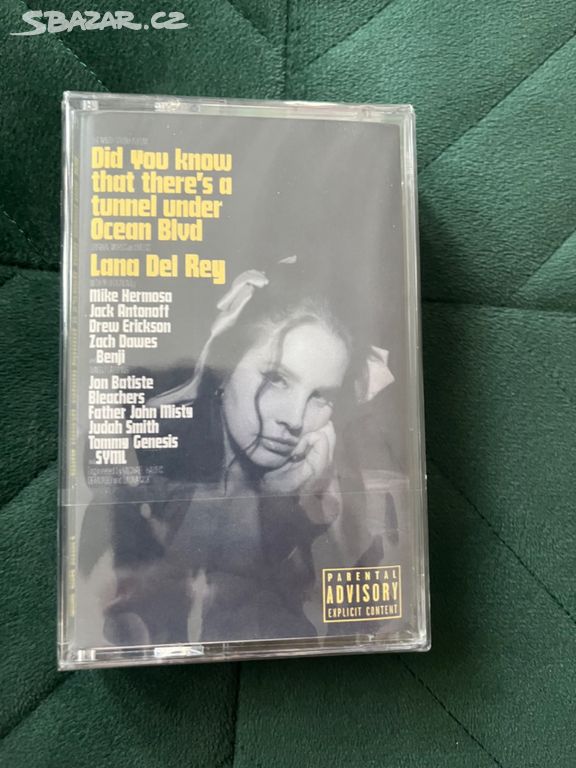 SBAZAR.CZ
Did you know
that there's a
tunnel under
Ocean Blvd
Lana Del Rey
Mike Hermosa
Jack Antonoff
Drew Erickson
Zach Dawes
and Benji
Jon Batiste
Bleachers
Father John Misty
Judah Smith
Tommy Genesis
and SYML
PARENTAL
ADVISORY
EXPLICIT CONTENT